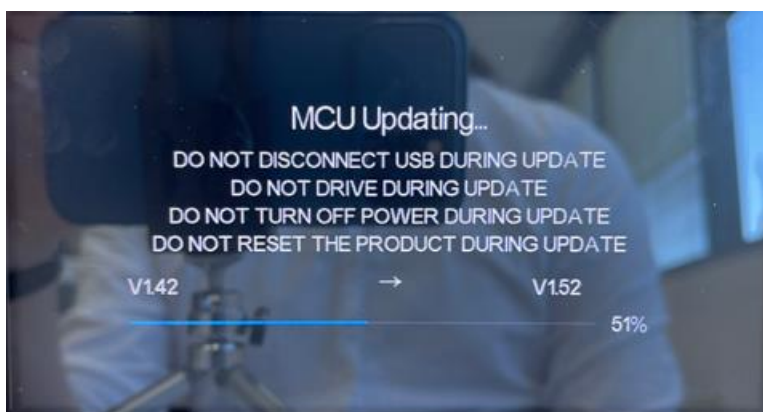 MCU Updating...
DO NOT DISCONNECT USB DURING UPDATE
DO NOT DRIVE DURING UPDATE
DO NOT TURN OFF POWER DURING UPDATE
DO NOT RESET THE PRODUCT DURING UPDATE
V1.42 → V1.52
51%